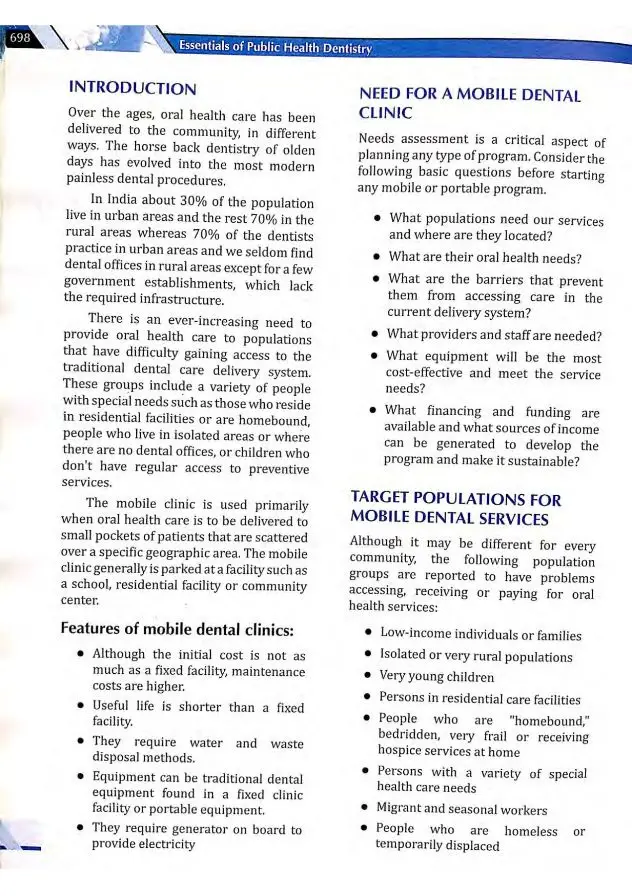 698
Essentials of Public Health Dentistry
INTRODUCTION
Over the ages, oral health care has been
delivered to the community, in different
ways. The horse back dentistry of olden
days has evolved into the most modern
painless dental procedures.
In India about 30% of the population
live in urban areas and the rest 70% in the
rural areas whereas 70% of the dentists
practice in urban areas and we seldom find
dental offices in rural areas except for a few
government establishments, which lack
the required infrastructure.
There is an ever-increasing need to
provide oral health care to populations
that have difficulty gaining access to the
traditional dental care delivery system.
These groups include a variety of people
with special needs such as those who reside
in residential facilities or are homebound,
people who live in isolated areas or where
there are no dental offices, or children who
don't have regular access to preventive
services.
The mobile clinic is used primarily
when oral health care is to be delivered to
small pockets of patients that are scattered
over a specific geographic area. The mobile
clinic generally is parked at a facility such as
a school, residential facility or community
center.
Features of mobile dental clinics:
● Although the initial cost is not as
much as a fixed facility, maintenance
costs are higher.
● Useful life is shorter than a fixed
facility.
● They require water and waste
disposal methods.
● Equipment can be traditional dental
equipment found in a fixed clinic
facility or portable equipment.
● They require generator on board to
provide electricity
NEED FOR A MOBILE DENTAL
CLINIC
Needs assessment is a critical aspect of
planning any type of program. Consider the
following basic questions before starting
any mobile or portable program.
● What populations need our services
and where are they located?
● What are their oral health needs?
● What are the barriers that prevent
them from accessing care in the
current delivery system?
● What providers and staff are needed?
● What equipment will be the most
cost-effective and meet the service
needs?
● What financing and funding are
available and what sources of income
can be generated to develop the
program and make it sustainable?
TARGET POPULATIONS FOR
MOBILE DENTAL SERVICES
Although it may be different for every
community, the following population
groups are reported to have problems
accessing, receiving or paying for oral
health services:
● Low-income individuals or families
● Isolated or very rural populations
● Very young children
● Persons in residential care facilities
● People who are "homebound,"
bedridden, very frail or receiving
hospice services at home
● Persons with a variety of special
health care needs
● Migrant and seasonal workers
● People who are homeless or
temporarily displaced